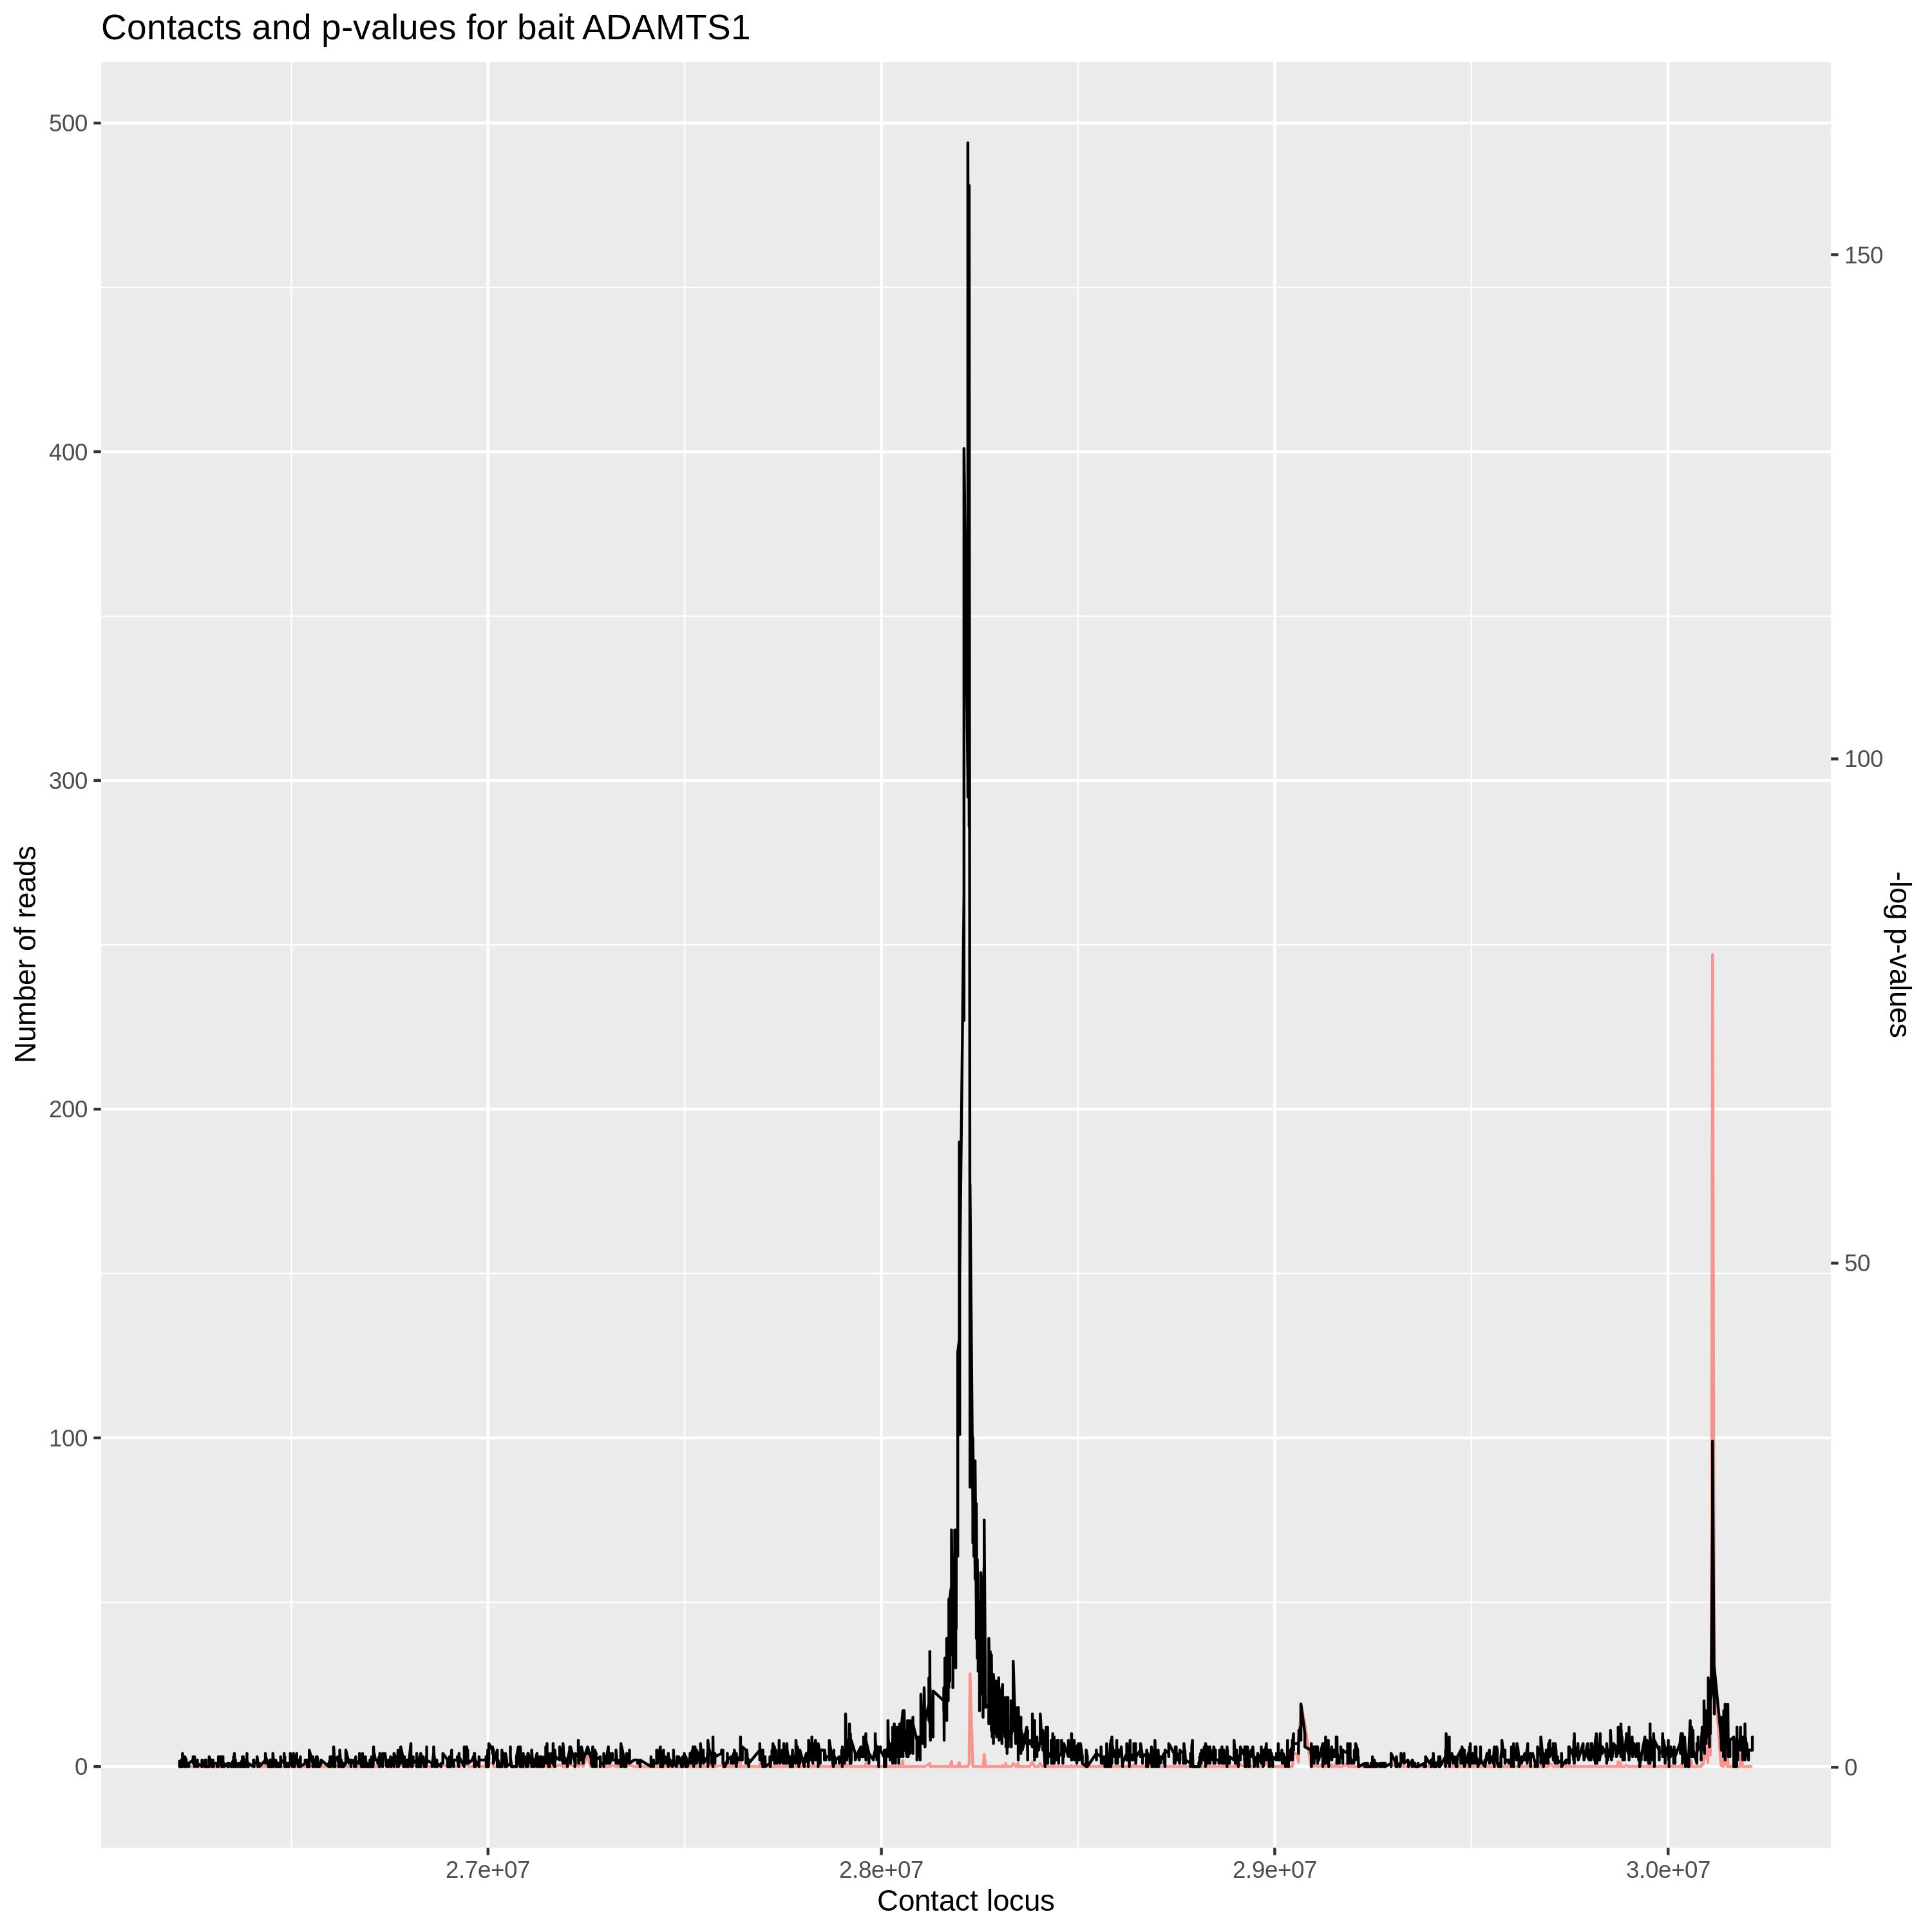 Contacts and p-values for bait ADAMTS1
500
400
300
200
100
0
Number of reads
150
100
50
0
-log p-values
2.7e+07
2.8e+07
2.9e+07
3.0e+07
Contact locus